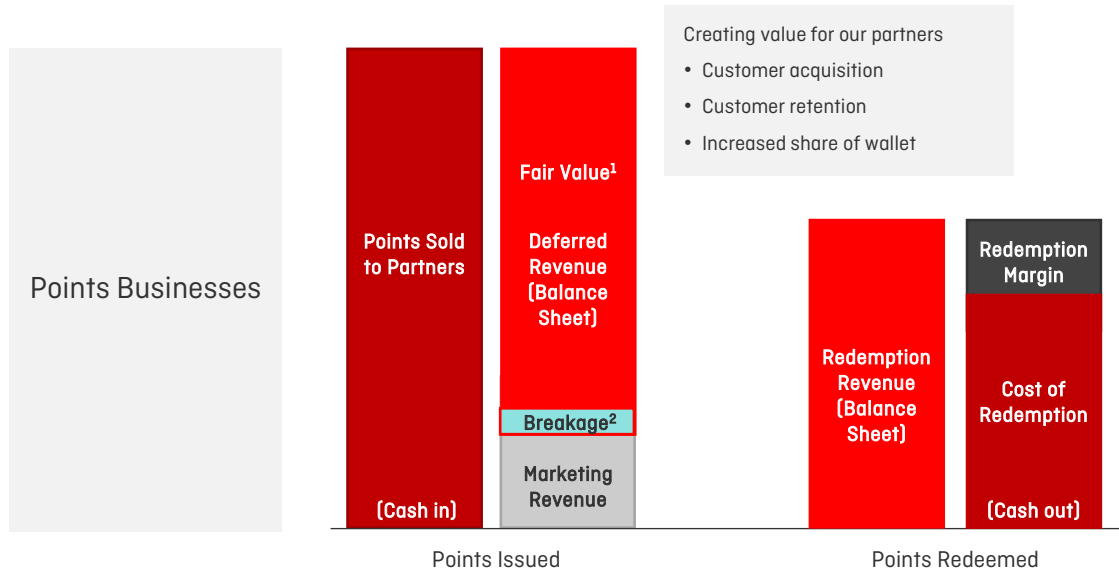 Points Businesses
Points Sold
to Partners
(Cash in)
Fair Value¹
Deferred
Revenue
(Balance
Sheet)
Breakage²
Marketing
Revenue
Points Issued
Creating value for our partners
• Customer acquisition
• Customer retention
• Increased share of wallet
Redemption
Revenue
(Balance
Sheet)
Redemption
Margin
Cost of
Redemption
(Cash out)
Points Redeemed